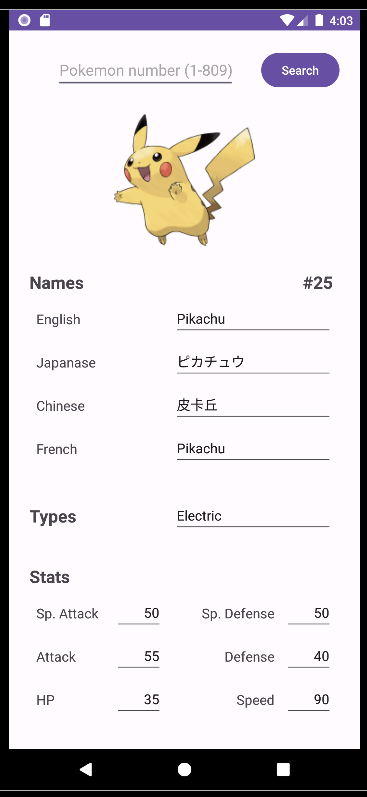 4:03
Pokemon number (1-809) Search
Names #25
English Pikachu
Japanase ピカチュウ
Chinese 皮卡丘
French Pikachu
Types Electric
Stats
Sp. Attack 50 Sp. Defense 50
Attack 55 Defense 40
HP 35 Speed 90